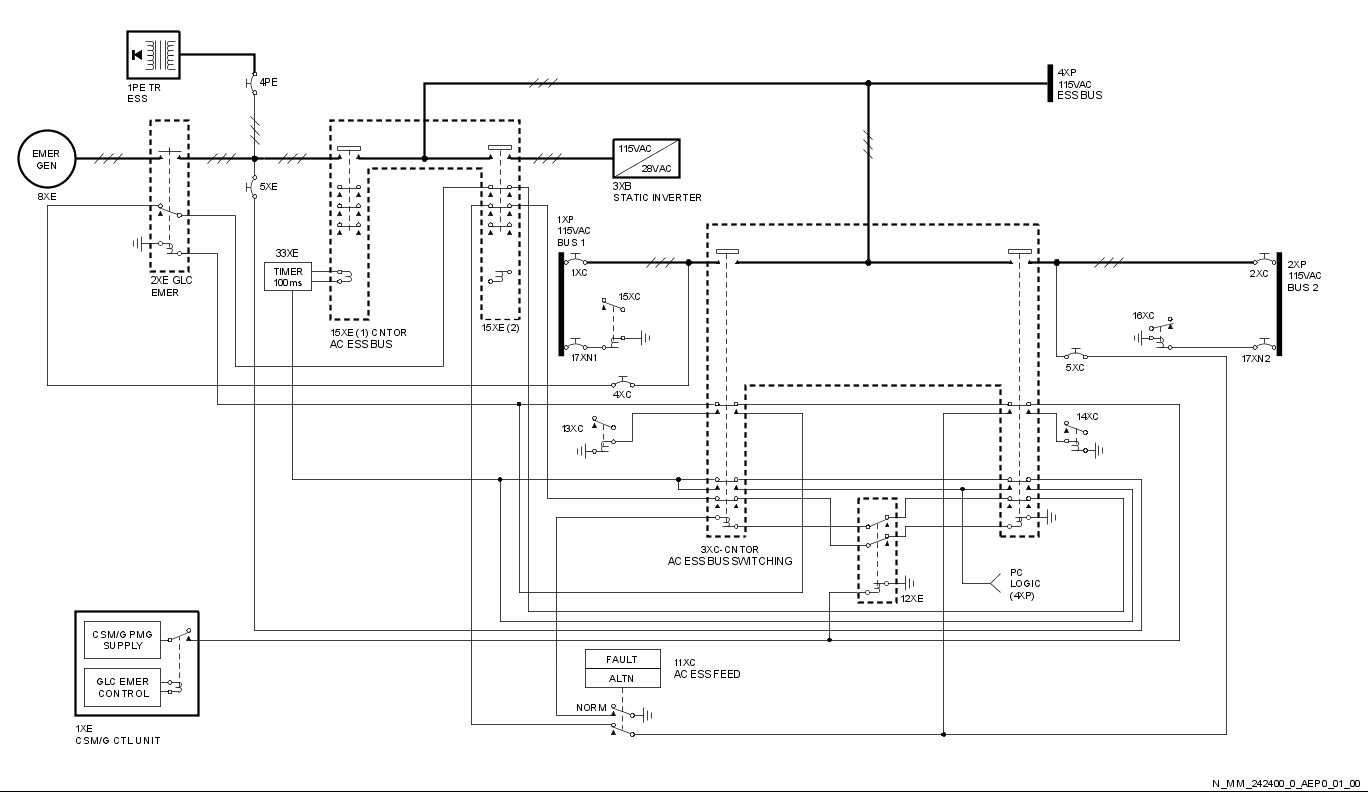 1PE TR
ESS
4PE
4XP
115VAC
ESS BUS
EMER
GEN
8XE
5XE
115VAC
28VAC
3XB
STATIC INVERTER
1XP
115VAC
BUS 1
1XC
2XC
2XP
115VAC
BUS 2
33XE
TIMER
100ms
2XE GLC
EMER
15XC
16XC
15XE (1) CNTOR
AC ESS BUS
15XE (2)
17XN1
17XN2
5XC
4XC
13XC
14XC
3XC-CNTOR
AC ESS BUS SWITCHING
PC
LOGIC
(4XP)
12XE
CSM/G PMG
SUPPLY
GLC EMER
CONTROL
1XE
CSM/G CTL UNIT
FAULT
ALTN
11XC
AC ESS FEED
NORM
N_MM_242400_0_AEP0_01_00